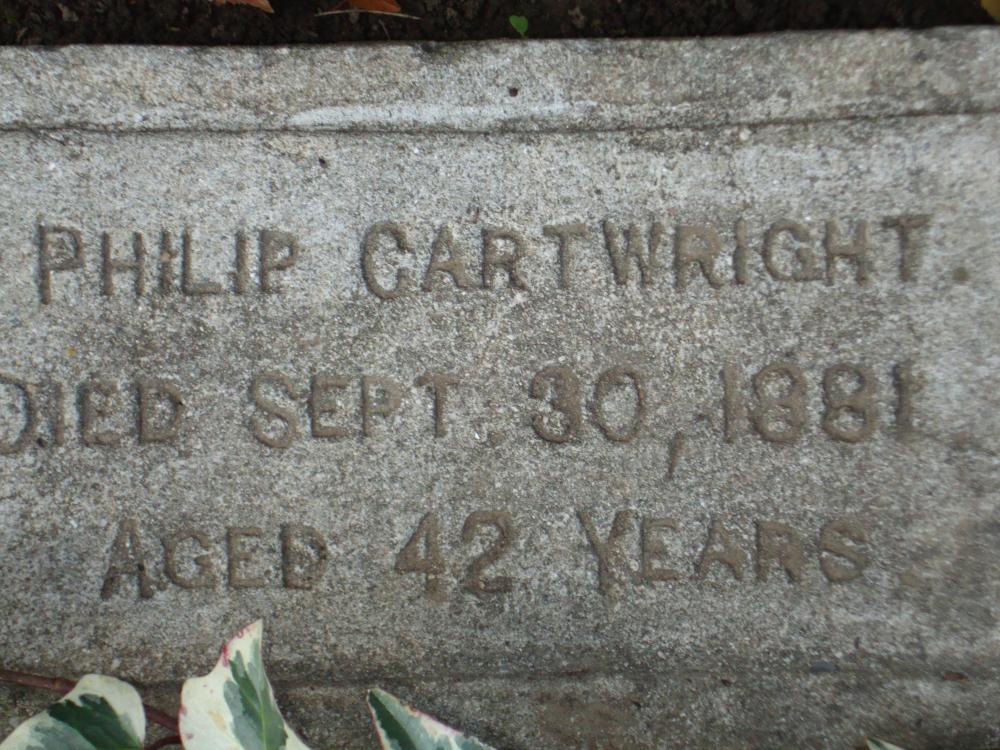 PHILIP CARTWRIGHT.
DIED SEPT. 30, 1881
AGED 42 YEARS.